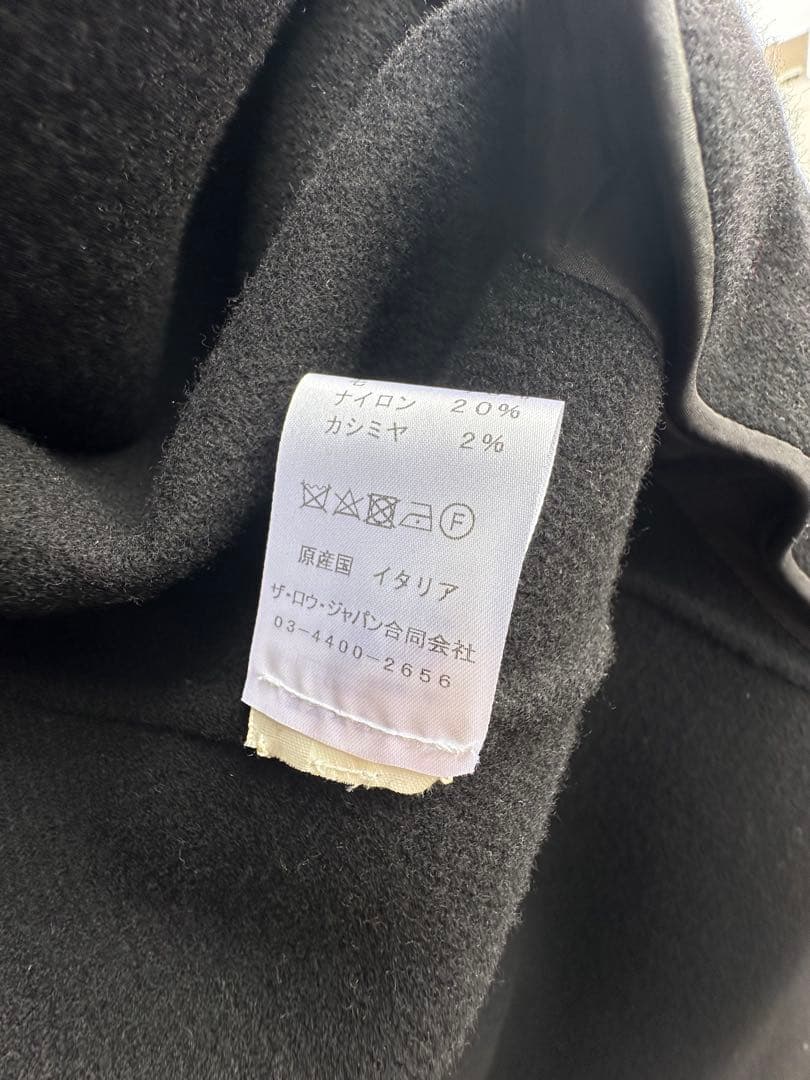 ナイロン 20%
カシミヤ 2%
F
原産国 イタリア
ザ・ロウ・ジャパン合同会社
03-4400-2656